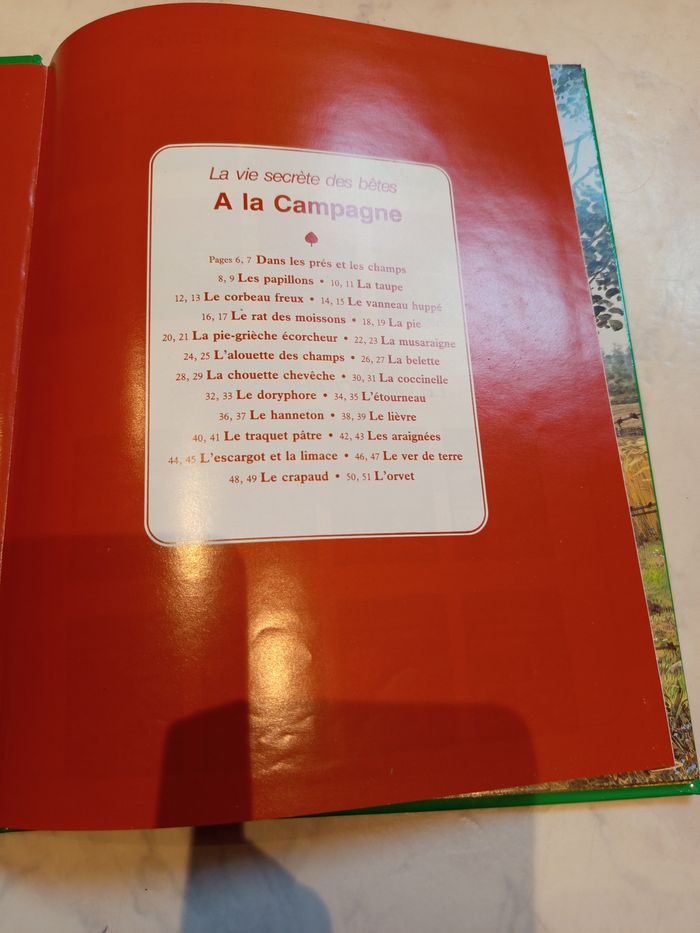 La vie secrète des bêtes
A la Campagne
Pages 6, 7 Dans les prés et les champs
8, 9 Les papillons • 10, 11 La taupe
12, 13 Le corbeau freux • 14, 15 Le vanneau huppé
16, 17 Le rat des moissons • 18, 19 La pie
20, 21 La pie-grièche écorcheur • 22, 23 La musaraigne
24, 25 L'alouette des champs • 26, 27 La belette
28, 29 La chouette chevêche • 30, 31 La coccinelle
32, 33 Le doryphore • 34, 35 L'étourneau
36, 37 Le hanneton • 38, 39 Le lièvre
40, 41 Le traquet pâtre • 42, 43 Les araignées
44, 45 L'escargot et la limace • 46, 47 Le ver de terre
48, 49 Le crapaud • 50, 51 L'orvet